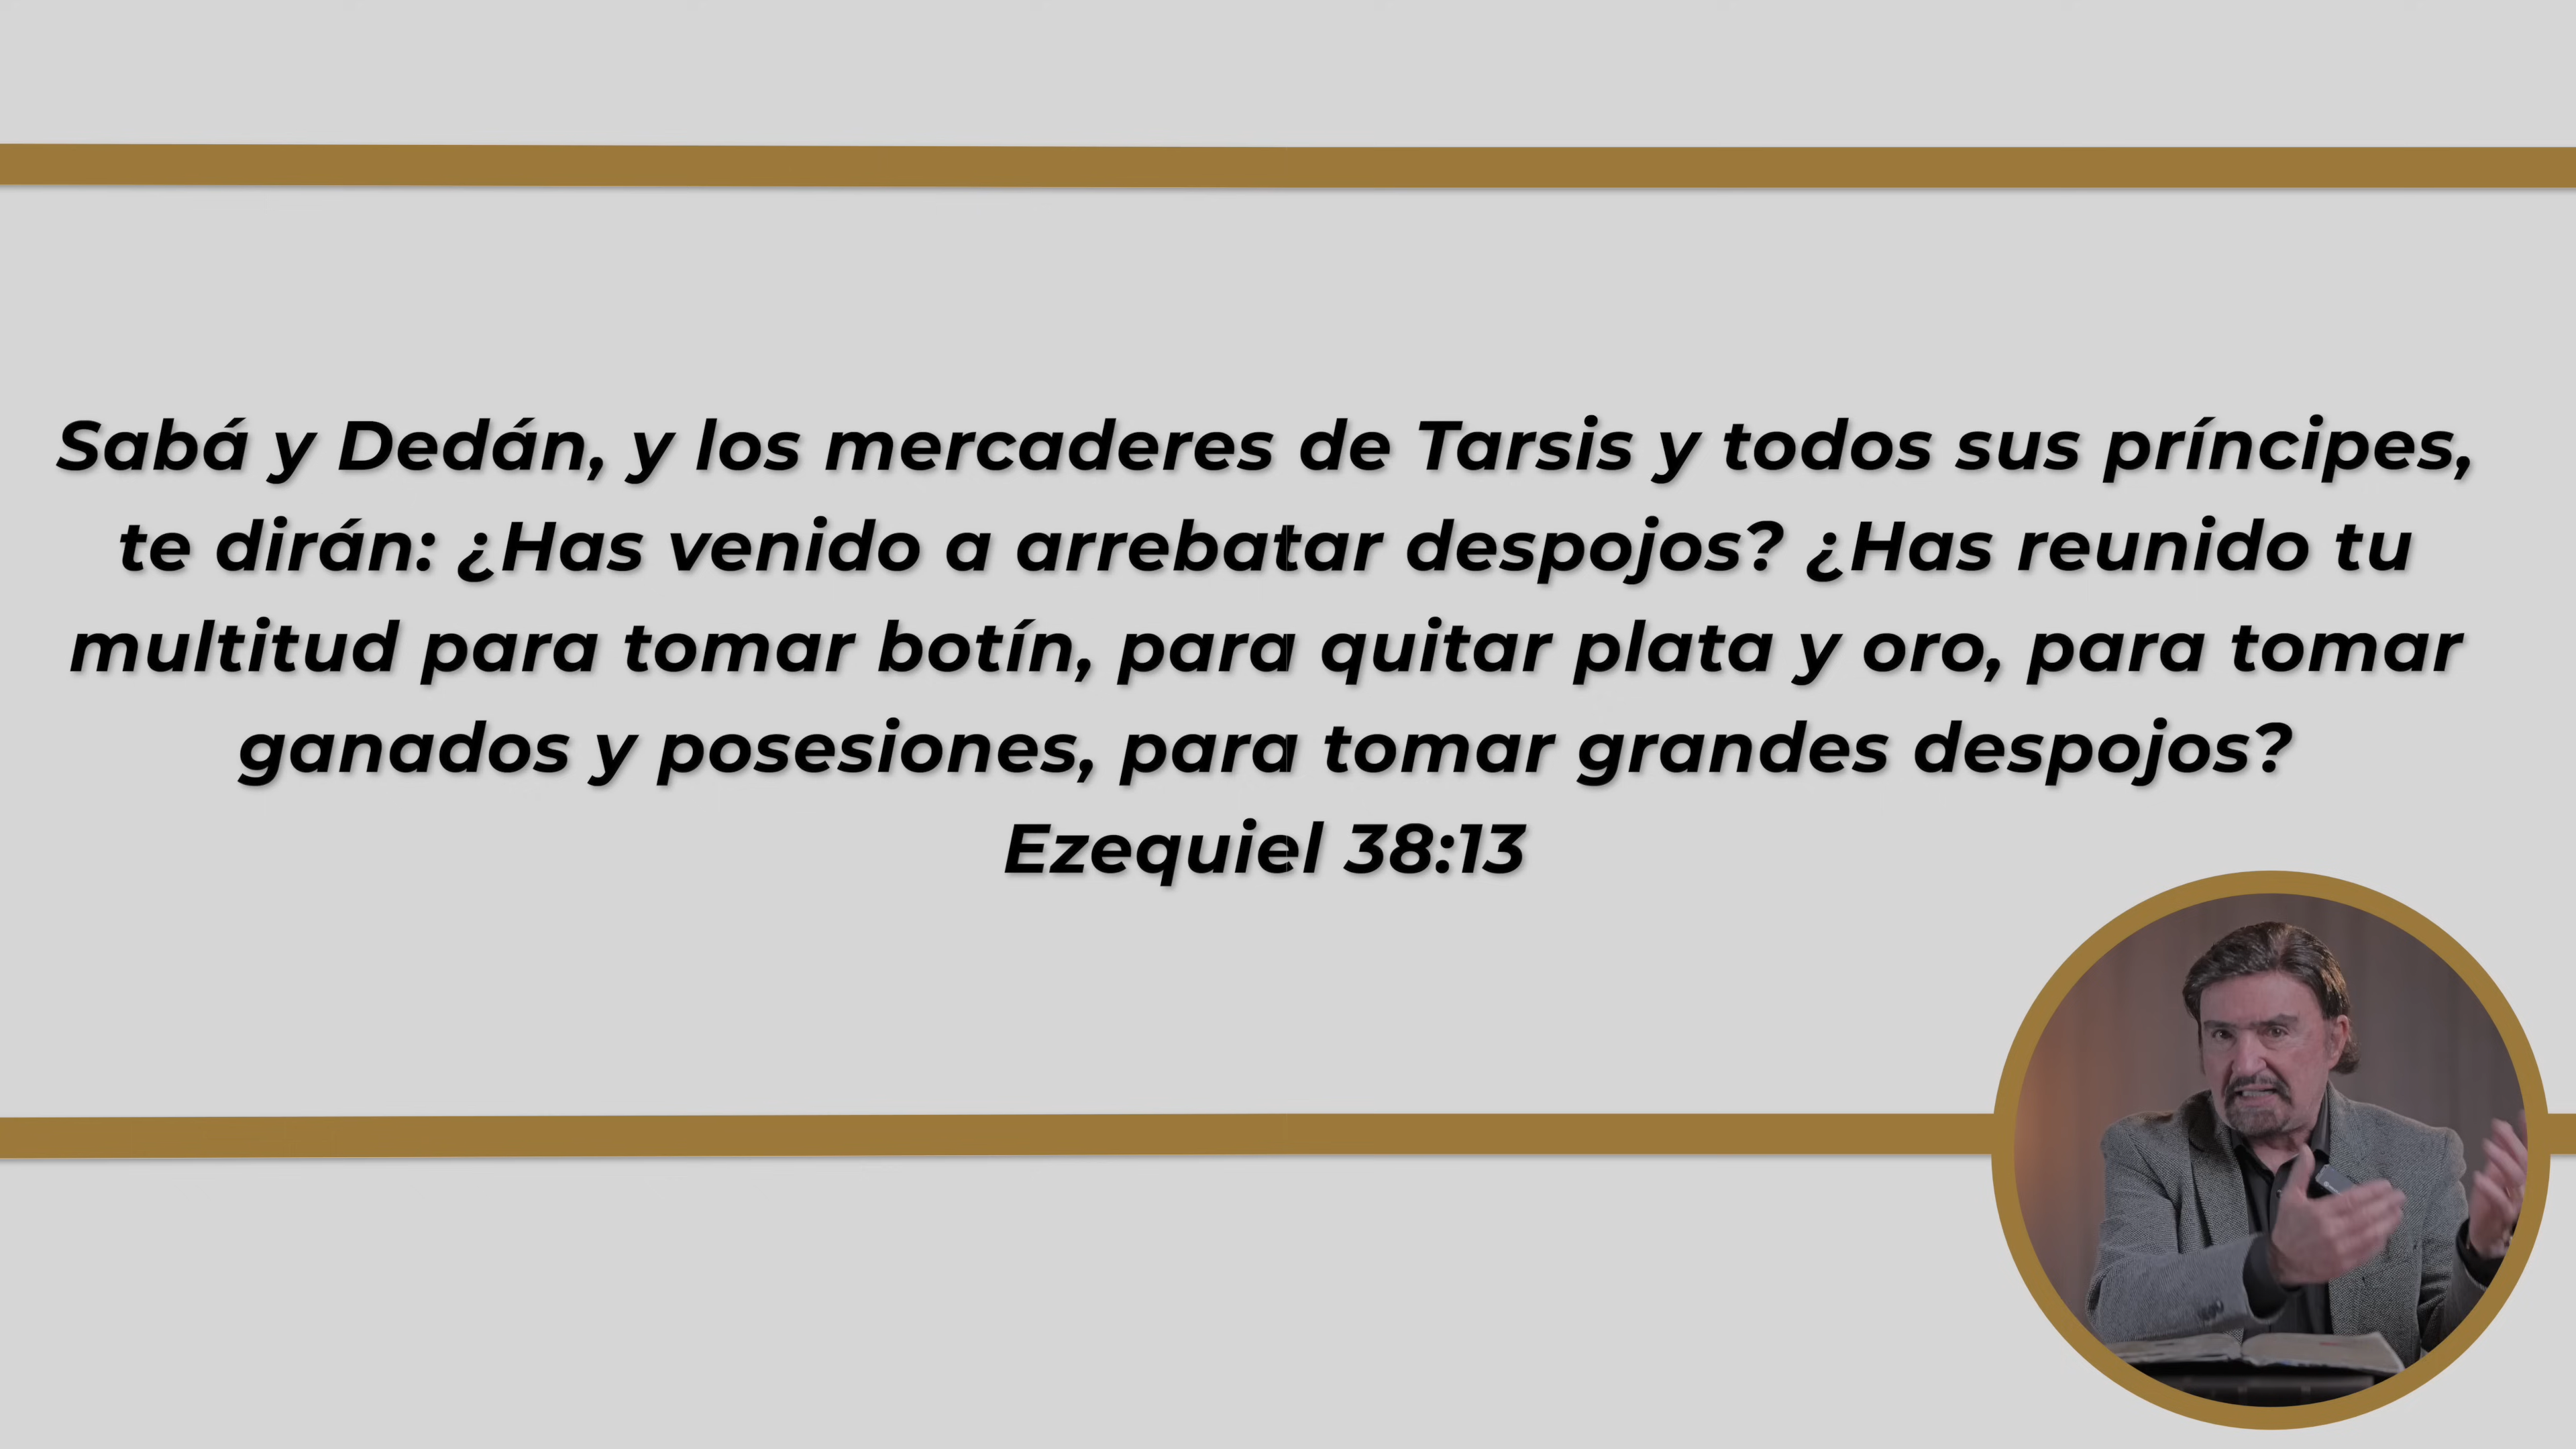 Sabá y Dedán, y los mercaderes de Tarsis y todos sus príncipes,
te dirán: ¿Has venido a arrebatar despojos? ¿Has reunido tu
multitud para tomar botín, para quitar plata y oro, para tomar
ganados y posesiones, para tomar grandes despojos?
Ezequiel 38:13